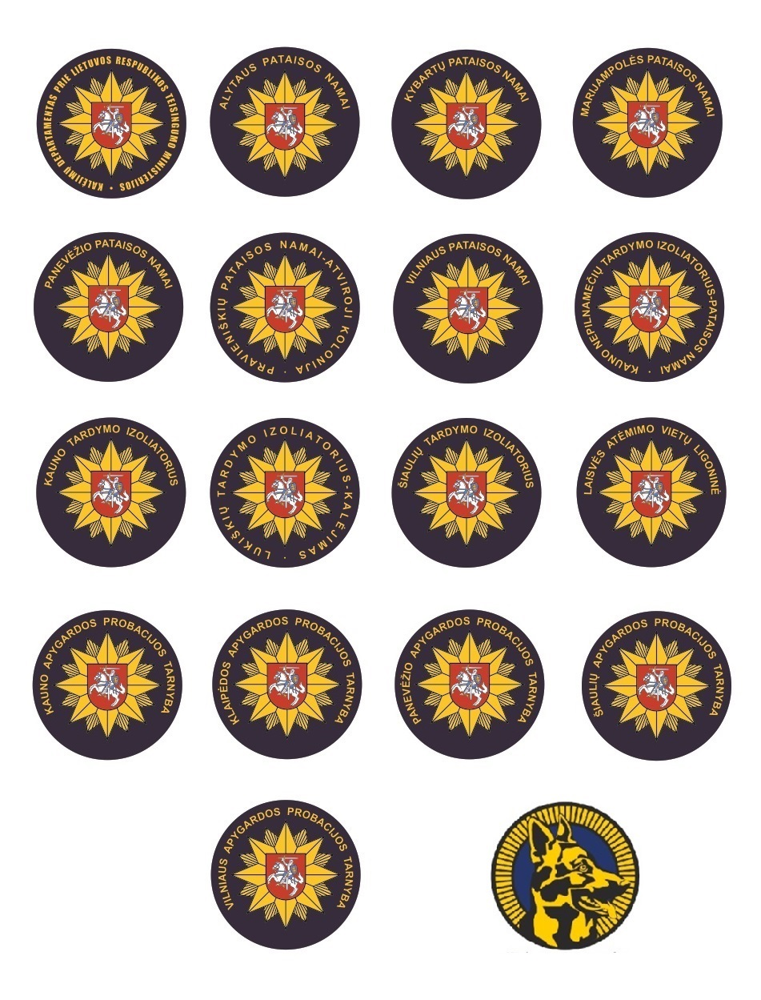 KALĖJIMŲ DEPARTAMENTAS PRIE LIETUVOS RESPUBLIKOS TEISINGUMO MINISTERIJOS •
ALYTAUS PATAISOS NAMAI
KYBARTŲ PATAISOS NAMAI
MARIJAMPOLĖS PATAISOS NAMAI
PANEVĖŽIO PATAISOS NAMAI
PRAVIENIŠKIŲ PATAISOS NAMAI-ATVIROJI KOLONIJA •
VILNIAUS PATAISOS NAMAI
KAUNO NEPILNAMEČIŲ TARDYMO IZOLIATORIUS-PATAISOS NAMAI •
KAUNO TARDYMO IZOLIATORIUS
LUKIŠKIŲ TARDYMO IZOLIATORIUS-KALĖJIMAS •
ŠIAULIŲ TARDYMO IZOLIATORIUS
LAISVĖS ATĖMIMO VIETŲ LIGONINĖ
KAUNO APYGARDOS PROBACIJOS TARNYBA
KLAIPĖDOS APYGARDOS PROBACIJOS TARNYBA
PANEVĖŽIO APYGARDOS PROBACIJOS TARNYBA
ŠIAULIŲ APYGARDOS PROBACIJOS TARNYBA
VILNIAUS APYGARDOS PROBACIJOS TARNYBA